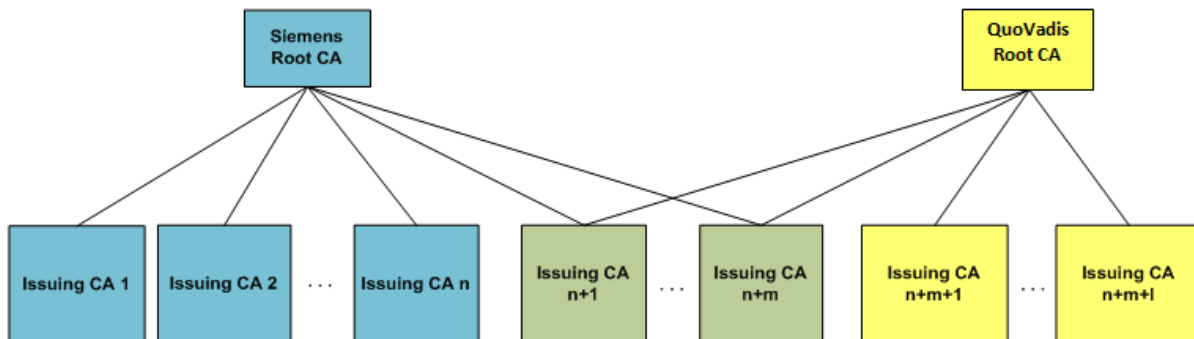 Siemens
Root CA
QuoVadis
Root CA
Issuing CA 1
Issuing CA 2
. . .
Issuing CA n
Issuing CA
n+1
. . .
Issuing CA
n+m
Issuing CA
n+m+1
. . .
Issuing CA
n+m+l